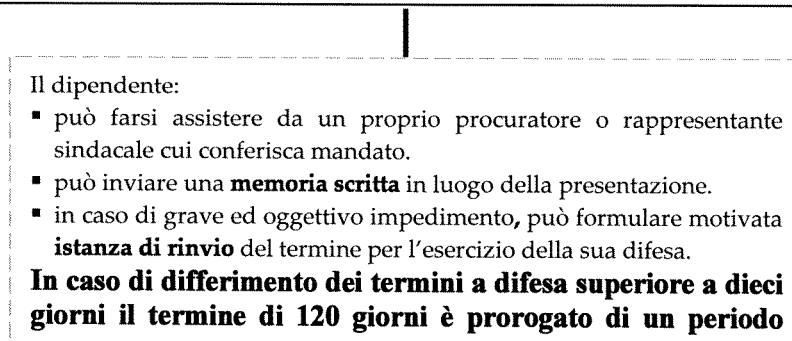 Il dipendente:
▪ può farsi assistere da un proprio procuratore o rappresentante
sindacale cui conferisca mandato.
▪ può inviare una memoria scritta in luogo della presentazione.
▪ in caso di grave ed oggettivo impedimento, può formulare motivata
istanza di rinvio del termine per l'esercizio della sua difesa.
In caso di differimento dei termini a difesa superiore a dieci
giorni il termine di 120 giorni è prorogato di un periodo